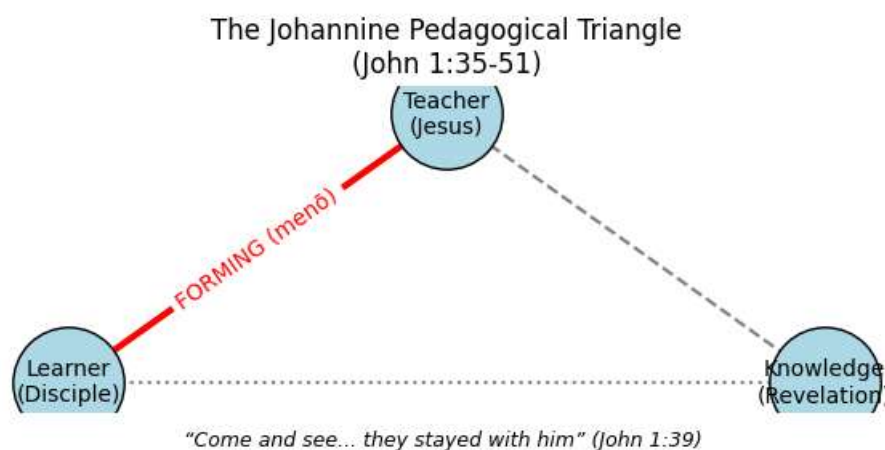 The Johannine Pedagogical Triangle
(John 1:35-51)
Teacher
(Jesus)
FORMING (menō)
Learner
(Disciple)
Knowledge
(Revelation)
“Come and see... they stayed with him” (John 1:39)